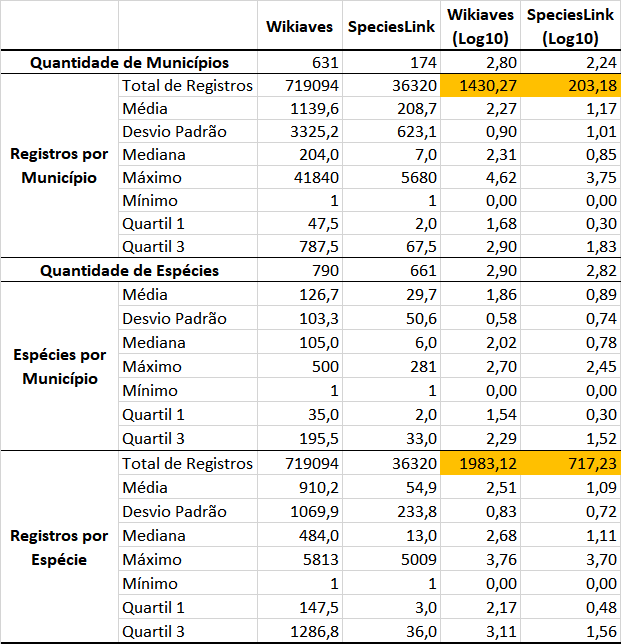 Wikiaves SpeciesLink Wikiaves (Log10) SpeciesLink (Log10)
Quantidade de Municípios 631 174 2,80 2,24
Registros por Município
Total de Registros 719094 36320 1430,27 203,18
Média 1139,6 208,7 2,27 1,17
Desvio Padrão 3325,2 623,1 0,90 1,01
Mediana 204,0 7,0 2,31 0,85
Máximo 41840 5680 4,62 3,75
Mínimo 1 1 0,00 0,00
Quartil 1 47,5 2,0 1,68 0,30
Quartil 3 787,5 67,5 2,90 1,83
Quantidade de Espécies 790 661 2,90 2,82
Espécies por Município
Média 126,7 29,7 1,86 0,89
Desvio Padrão 103,3 50,6 0,58 0,74
Mediana 105,0 6,0 2,02 0,78
Máximo 500 281 2,70 2,45
Mínimo 1 1 0,00 0,00
Quartil 1 35,0 2,0 1,54 0,30
Quartil 3 195,5 33,0 2,29 1,52
Registros por Espécie
Total de Registros 719094 36320 1983,12 717,23
Média 910,2 54,9 2,51 1,09
Desvio Padrão 1069,9 233,8 0,83 0,72
Mediana 484,0 13,0 2,68 1,11
Máximo 5813 5009 3,76 3,70
Mínimo 1 1 0,00 0,00
Quartil 1 147,5 3,0 2,17 0,48
Quartil 3 1286,8 36,0 3,11 1,56